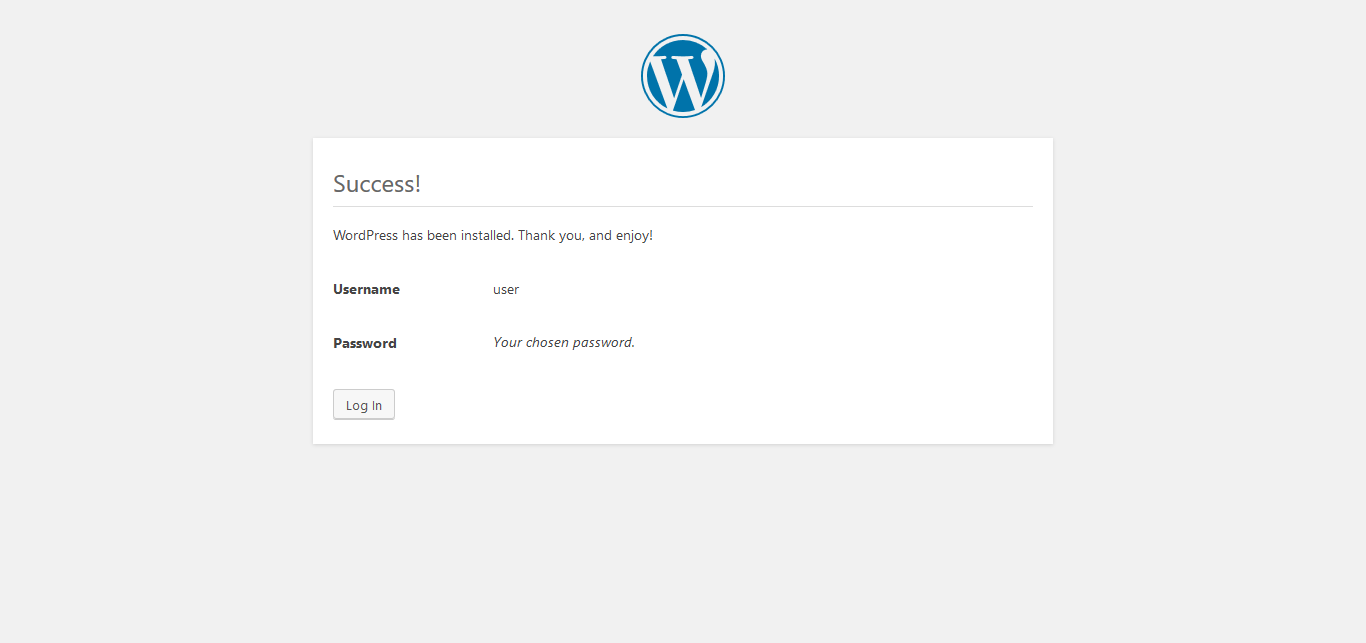 Success!
WordPress has been installed. Thank you, and enjoy!
Username user
Password Your chosen password.
Log In